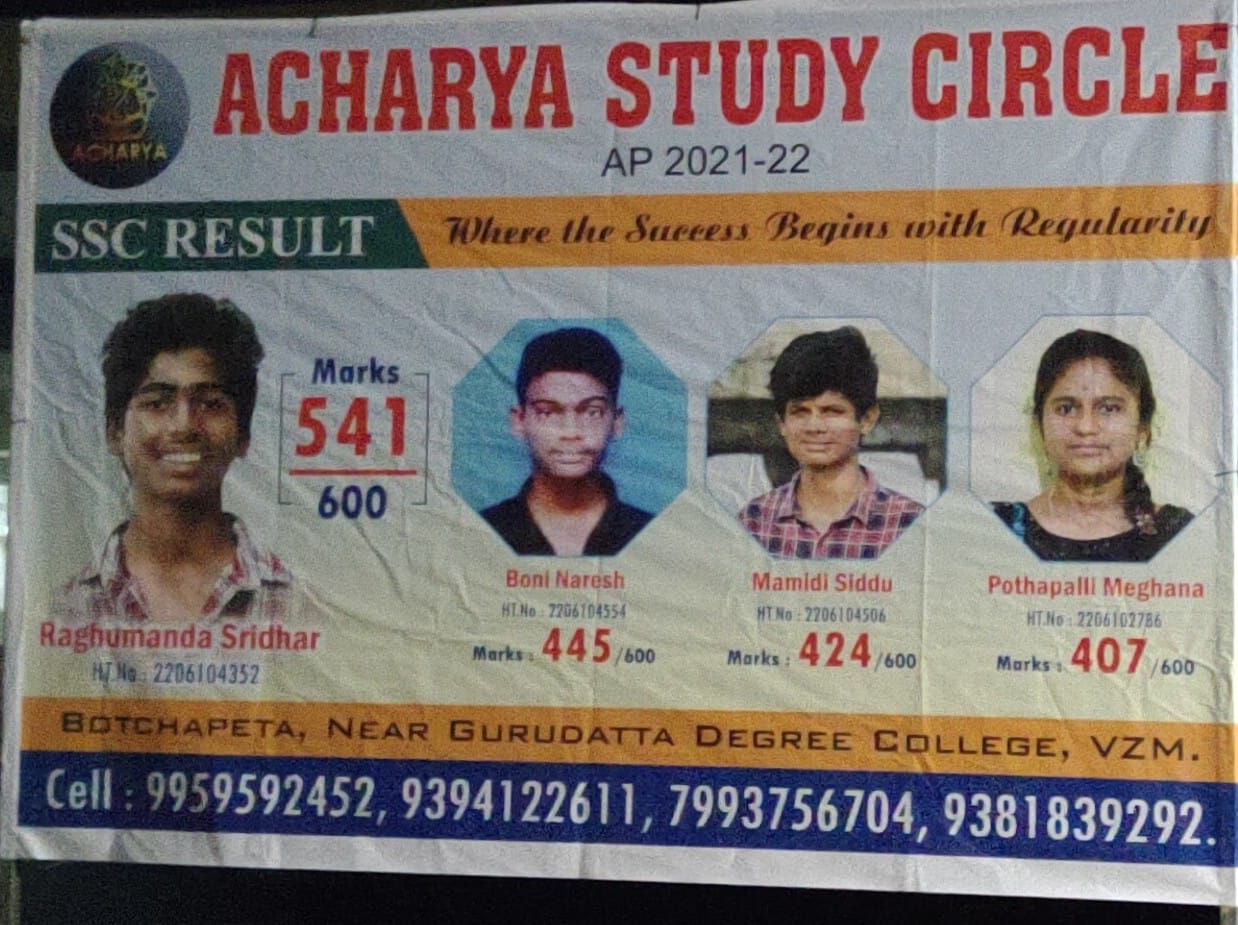 ACHARYA
ACHARYA STUDY CIRCLE
AP 2021-22
SSC RESULT
Where the Success Begins with Regularity
Marks
541
600
Raghumanda Sridhar
HT.No : 2206104352
Boni Naresh
HT.No : 2206104554
Marks : 445/600
Mamidi Siddu
HT.No : 2206104506
Marks : 424/600
Pothapalli Meghana
HT.No : 2206102786
Marks : 407/600
BOTCHAPETA, NEAR GURUDATTA DEGREE COLLEGE, VZM.
Cell : 9959592452, 9394122611, 7993756704, 9381839292.